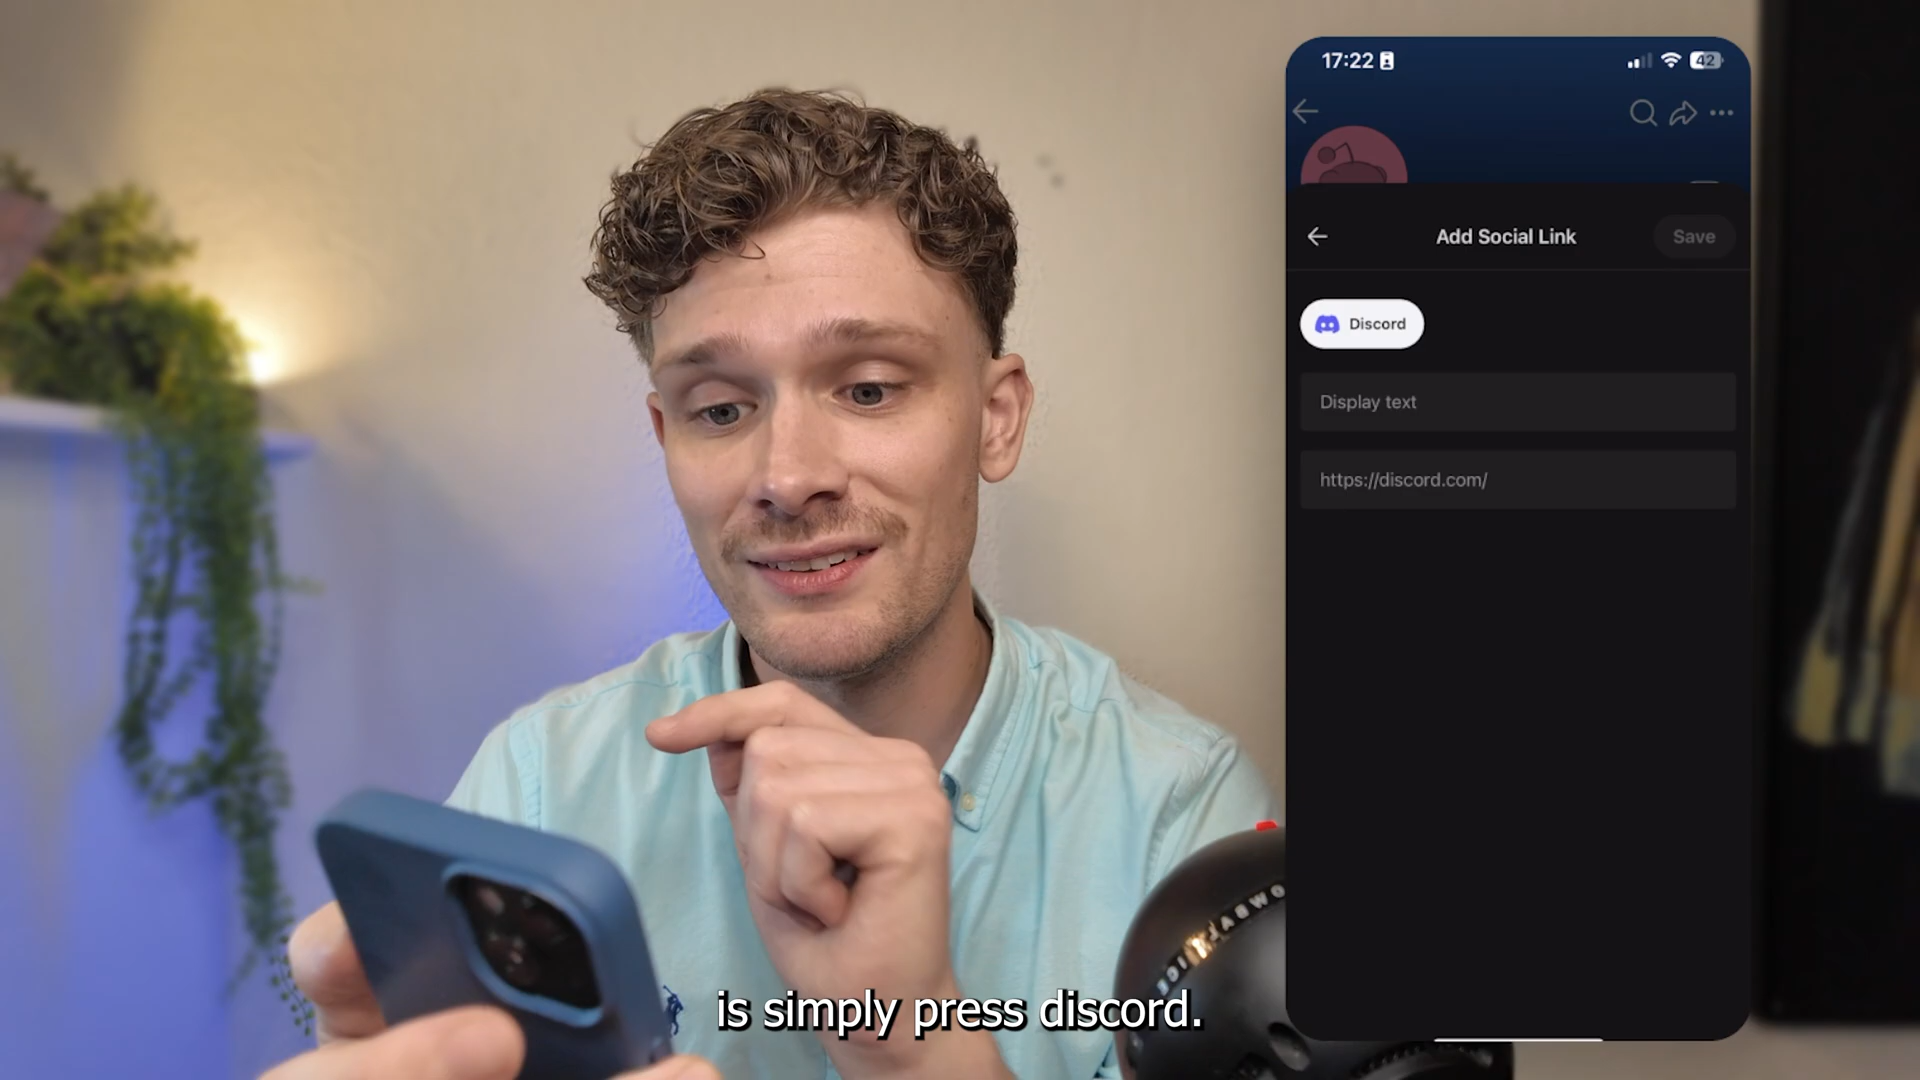 17:22
42
Add Social Link
Save
Discord
Display text
https://discord.com/
is simply press discord.